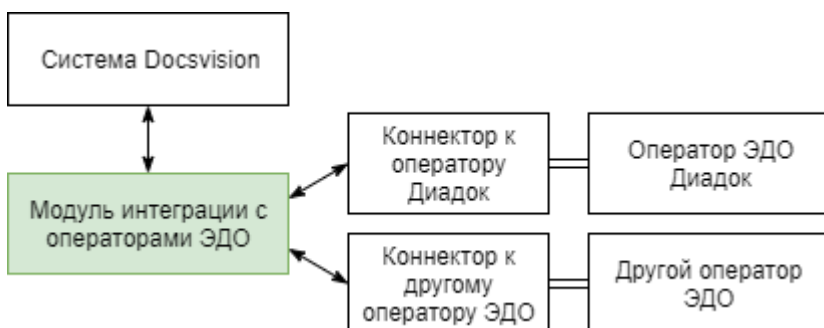 Система Docsvision
Коннектор к
оператору
Диадок
Оператор ЭДО
Диадок
Модуль интеграции с
операторами ЭДО
Коннектор к
другому
оператору ЭДО
Другой оператор
ЭДО